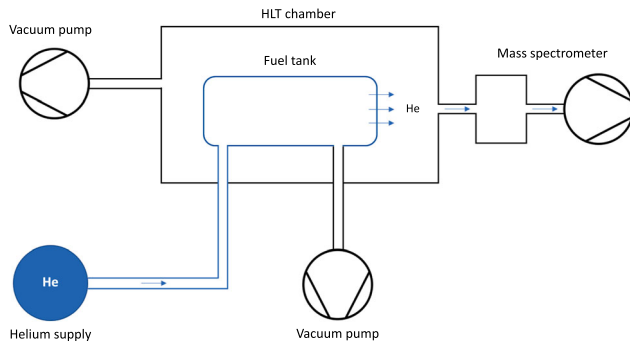 HLT chamber
Vacuum pump
Mass spectrometer
Fuel tank
He
He
Helium supply
Vacuum pump